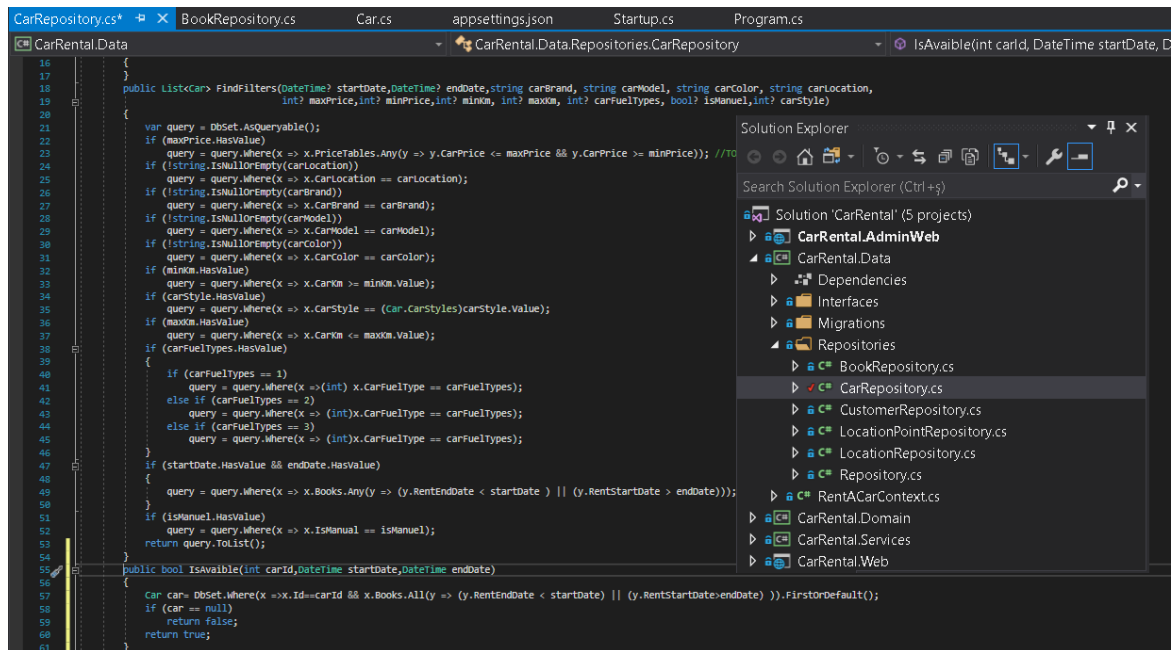 CarRepository.cs* BookRepository.cs Car.cs appsettings.json Startup.cs Program.cs
CarRental.Data CarRental.Data.Repositories.CarRepository IsAvaible(int carId, DateTime startDate, D
16 {
17 }
18 public List<Car> FindFilters(DateTime? startDate,DateTime? endDate,string carBrand, string carModel, string carColor, string carLocation,
19 int? maxPrice,int? minPrice,int? minKm, int? maxKm, int? carFuelTypes, bool? isManuel,int? carStyle)
20 {
21 var query = DbSet.AsQueryable();
22 if (maxPrice.HasValue)
23 query = query.Where(x => x.PriceTables.Any(y => y.CarPrice <= maxPrice && y.CarPrice >= minPrice)); //TO
24 if (!string.IsNullOrEmpty(carLocation))
25 query = query.Where(x => x.CarLocation == carLocation);
26 if (!string.IsNullOrEmpty(carBrand))
27 query = query.Where(x => x.CarBrand == carBrand);
28 if (!string.IsNullOrEmpty(carModel))
29 query = query.Where(x => x.CarModel == carModel);
30 if (!string.IsNullOrEmpty(carColor))
31 query = query.Where(x => x.CarColor == carColor);
32 if (minKm.HasValue)
33 query = query.Where(x => x.CarKm >= minKm.Value);
34 if (carStyle.HasValue)
35 query = query.Where(x => x.CarStyle == (Car.CarStyles)carStyle.Value);
36 if (maxKm.HasValue)
37 query = query.Where(x => x.CarKm <= maxKm.Value);
38 if (carFuelTypes.HasValue)
39 {
40 if (carFuelTypes == 1)
41 query = query.Where(x =>(int) x.CarFuelType == carFuelTypes);
42 else if (carFuelTypes == 2)
43 query = query.Where(x => (int)x.CarFuelType == carFuelTypes);
44 else if (carFuelTypes == 3)
45 query = query.Where(x => (int)x.CarFuelType == carFuelTypes);
46 }
47 if (startDate.HasValue && endDate.HasValue)
48 {
49 query = query.Where(x => x.Books.Any(y => (y.RentEndDate < startDate ) || (y.RentStartDate > endDate)));
50 }
51 if (isManuel.HasValue)
52 query = query.Where(x => x.IsManual == isManuel);
53 return query.ToList();
54 }
55 public bool IsAvaible(int carId,DateTime startDate,DateTime endDate)
56 {
57 Car car= DbSet.Where(x =>x.Id==carId && x.Books.All(y => (y.RentEndDate < startDate) || (y.RentStartDate>endDate) )).FirstOrDefault();
58 if (car == null)
59 return false;
60 return true;
61 }
Solution Explorer
Search Solution Explorer (Ctrl+ş)
Solution 'CarRental' (5 projects)
CarRental.AdminWeb
CarRental.Data
Dependencies
Interfaces
Migrations
Repositories
C# BookRepository.cs
C# CarRepository.cs
C# CustomerRepository.cs
C# LocationPointRepository.cs
C# LocationRepository.cs
C# Repository.cs
C# RentACarContext.cs
C# CarRental.Domain
C# CarRental.Services
CarRental.Web